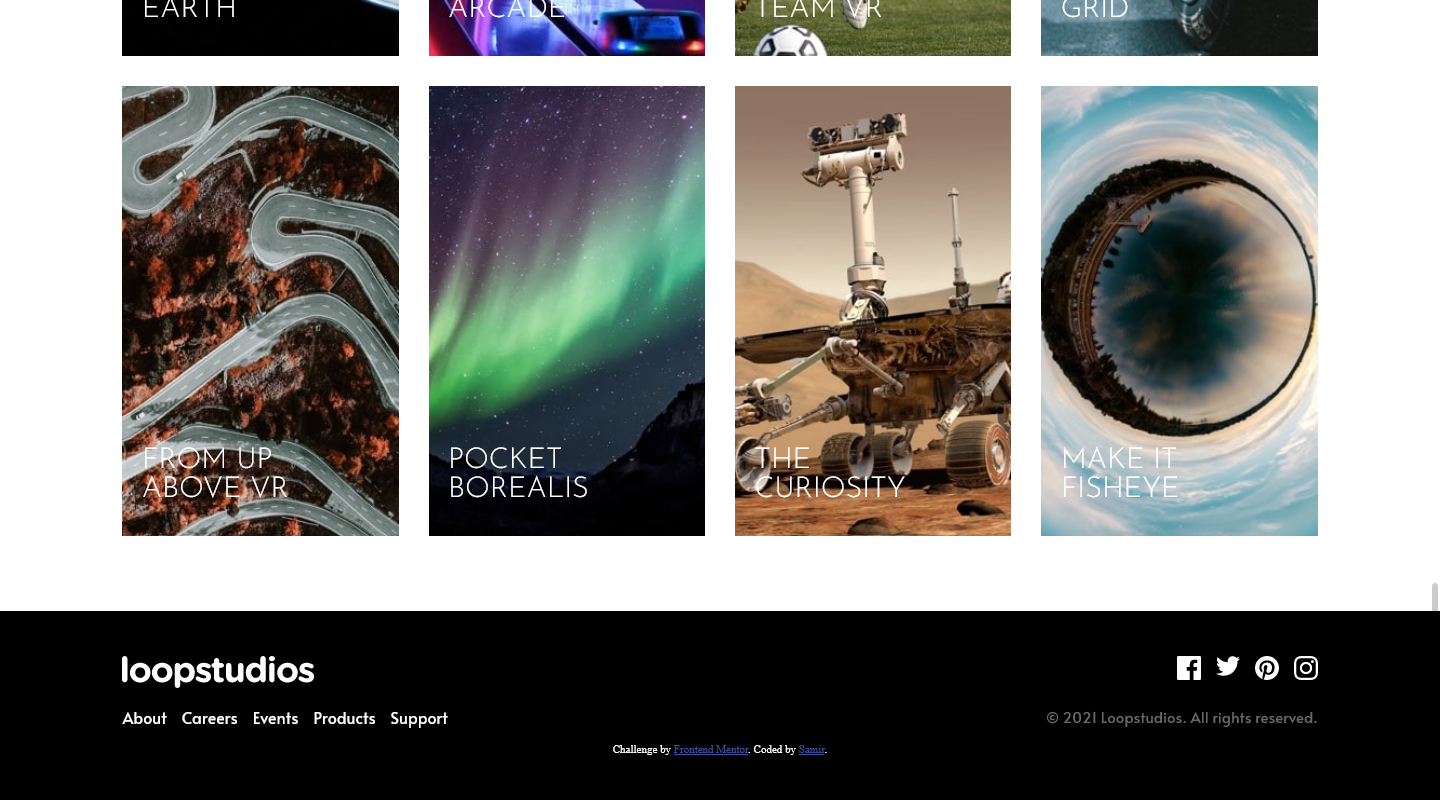 EARTH
ARCADE
TEAM VR
GRID
FROM UP
ABOVE VR
POCKET
BOREALIS
THE
CURIOSITY
MAKE IT
FISHEYE
loopstudios
About Careers Events Products Support
© 2021 Loopstudios. All rights reserved.
Challenge by Frontend Mentor. Coded by Samir.